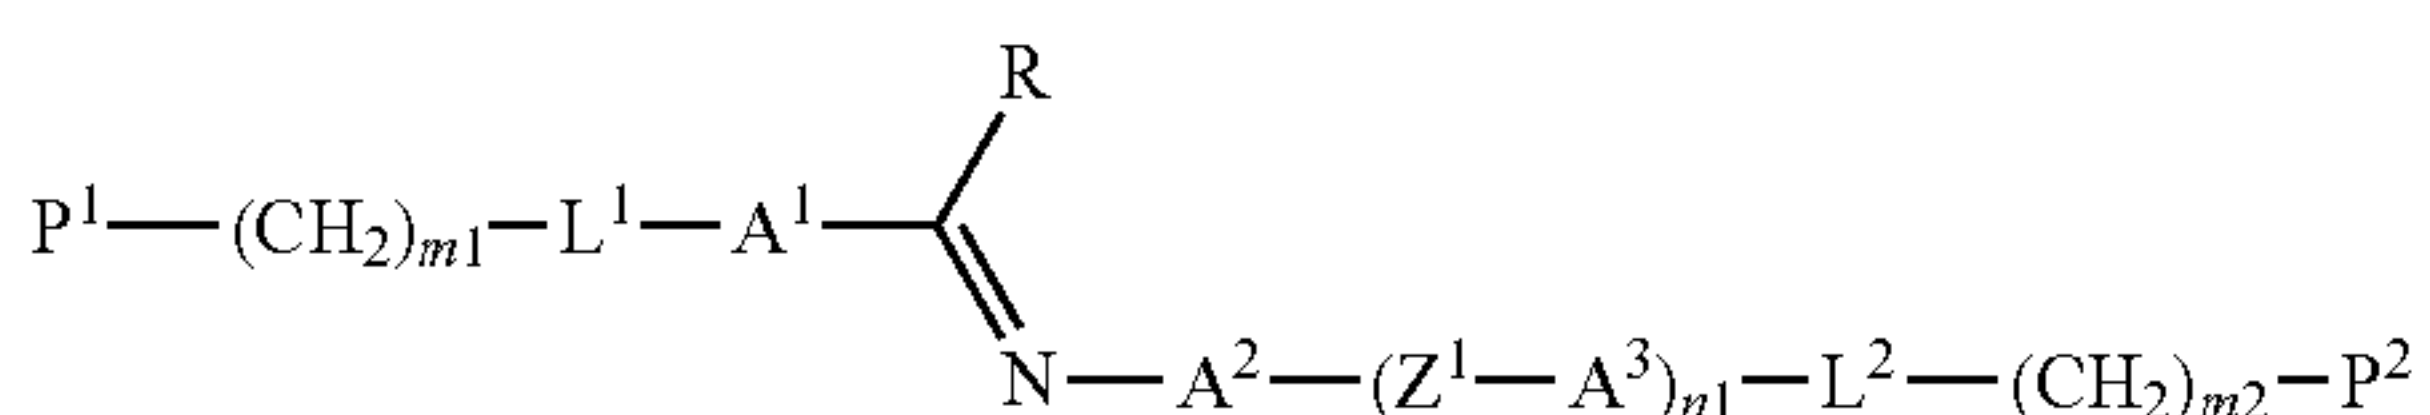 R
P¹—(CH₂)ₘ₁—L¹—A¹
N—A²—(Z¹—A³)ₙ₁—L²—(CH₂)ₘ₂—P²